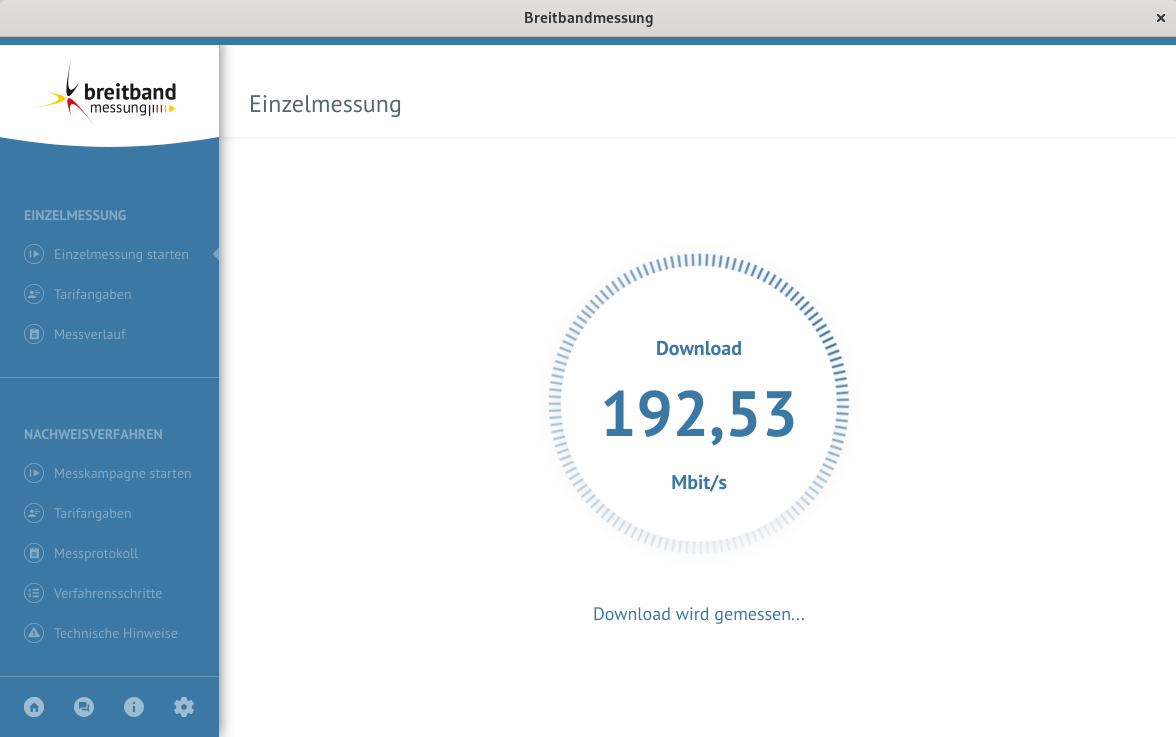 Breitbandmessung
breitband
messung
Einzelmessung
EINZELMESSUNG
Einzelmessung starten
Tarifangaben
Messverlauf
NACHWEISVERFAHREN
Messkampagne starten
Tarifangaben
Messprotokoll
Verfahrensschritte
Technische Hinweise
Download
192,53
Mbit/s
Download wird gemessen...